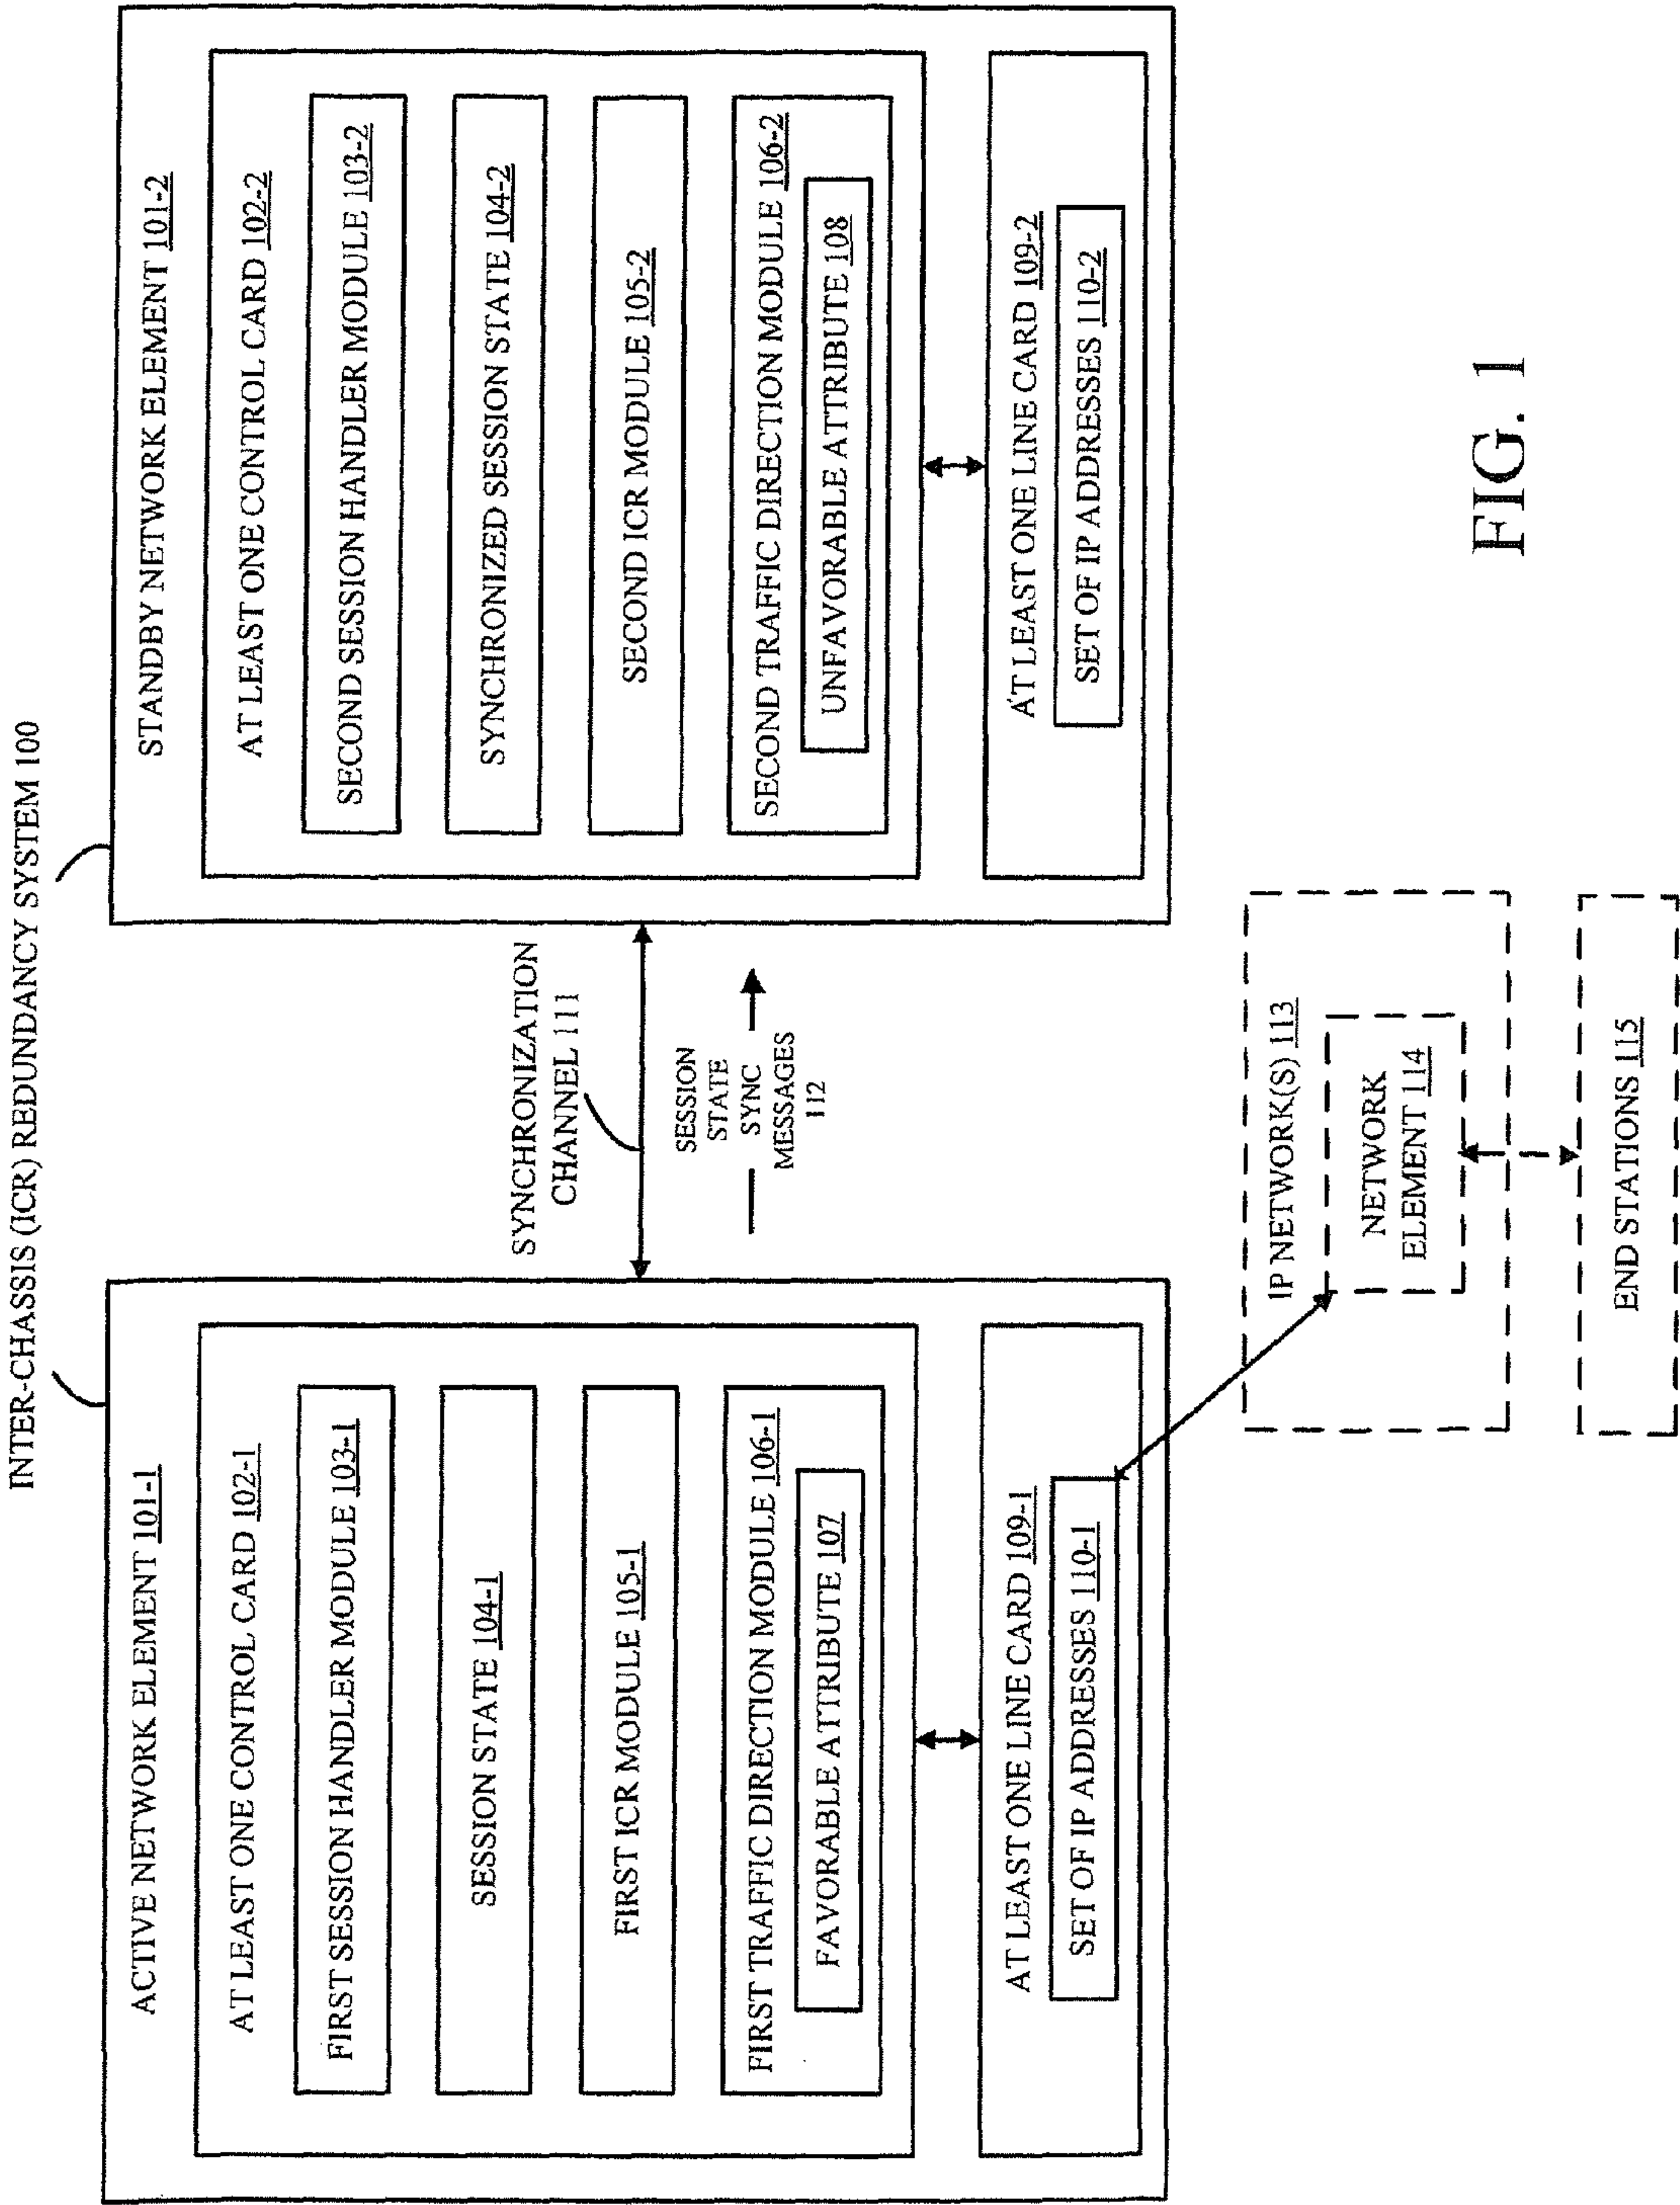 INTER-CHASSIS (ICR) REDUNDANCY SYSTEM 100
ACTIVE NETWORK ELEMENT 101-1
AT LEAST ONE CONTROL CARD 102-1
FIRST SESSION HANDLER MODULE 103-1
SESSION STATE 104-1
FIRST ICR MODULE 105-1
FIRST TRAFFIC DIRECTION MODULE 106-1
FAVORABLE ATTRIBUTE 107
AT LEAST ONE LINE CARD 109-1
SET OF IP ADDRESSES 110-1
SYNCHRONIZATION
CHANNEL 111
SESSION
STATE
SYNC
MESSAGES
112
STANDBY NETWORK ELEMENT 101-2
AT LEAST ONE CONTROL CARD 102-2
SECOND SESSION HANDLER MODULE 103-2
SYNCHRONIZED SESSION STATE 104-2
SECOND ICR MODULE 105-2
SECOND TRAFFIC DIRECTION MODULE 106-2
UNFAVORABLE ATTRIBUTE 108
AT LEAST ONE LINE CARD 109-2
SET OF IP ADDRESSES 110-2
IP NETWORK(S) 113
NETWORK
ELEMENT 114
END STATIONS 115
FIG. 1